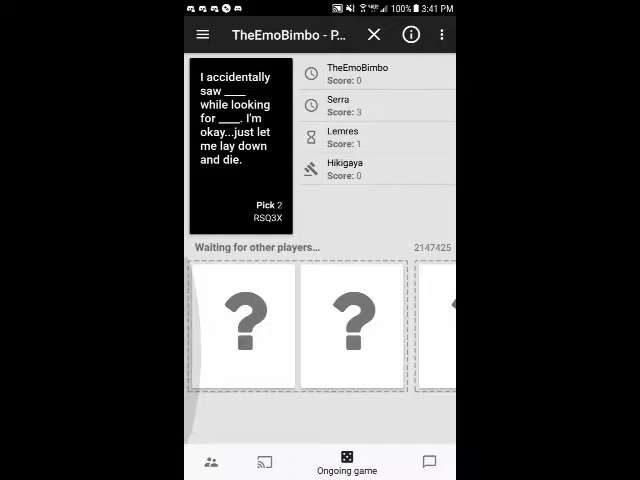 100% 3:41 PM
TheEmoBimbo - P...
I accidentally
saw ____
while looking
for ____. I'm
okay...just let
me lay down
and die.
Pick 2
RSQ3X
TheEmoBimbo
Score: 0
Serra
Score: 3
Lemres
Score: 1
Hikigaya
Score: 0
Waiting for other players... 2147425
?
?
Ongoing game